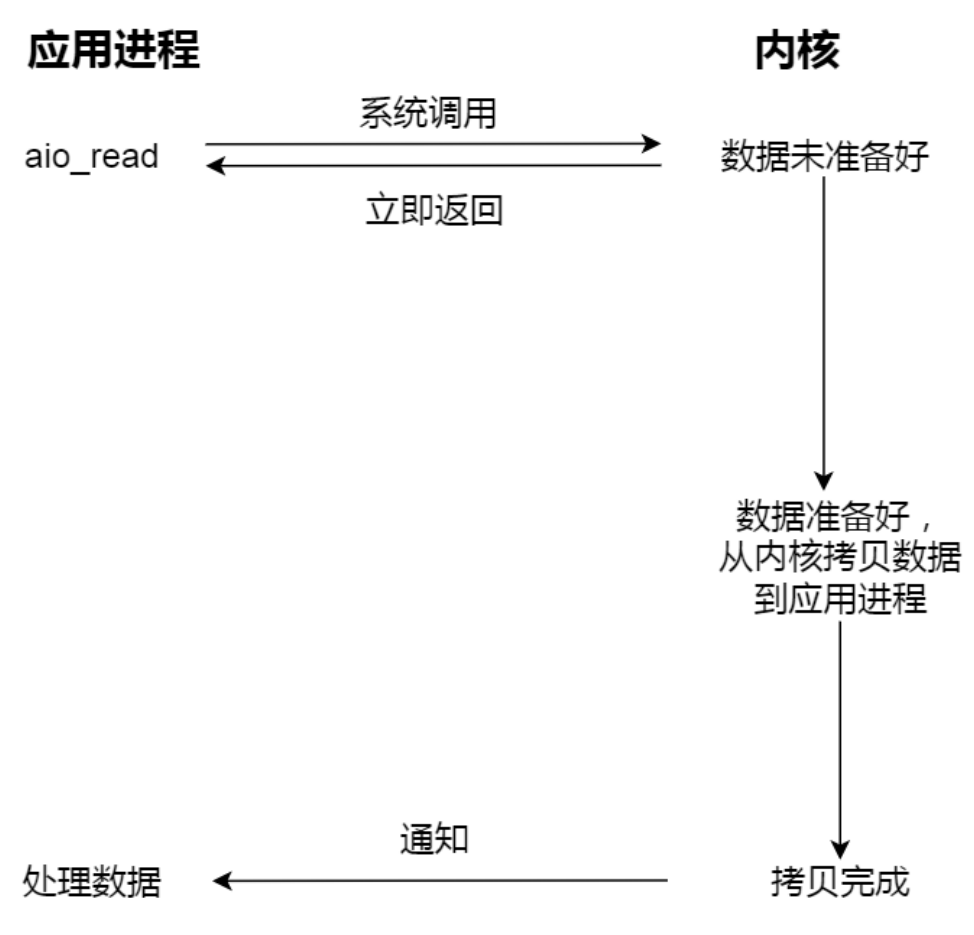 应用进程
内核
系统调用
aio_read
数据未准备好
立即返回
数据准备好，
从内核拷贝数据
到应用进程
通知
处理数据
拷贝完成